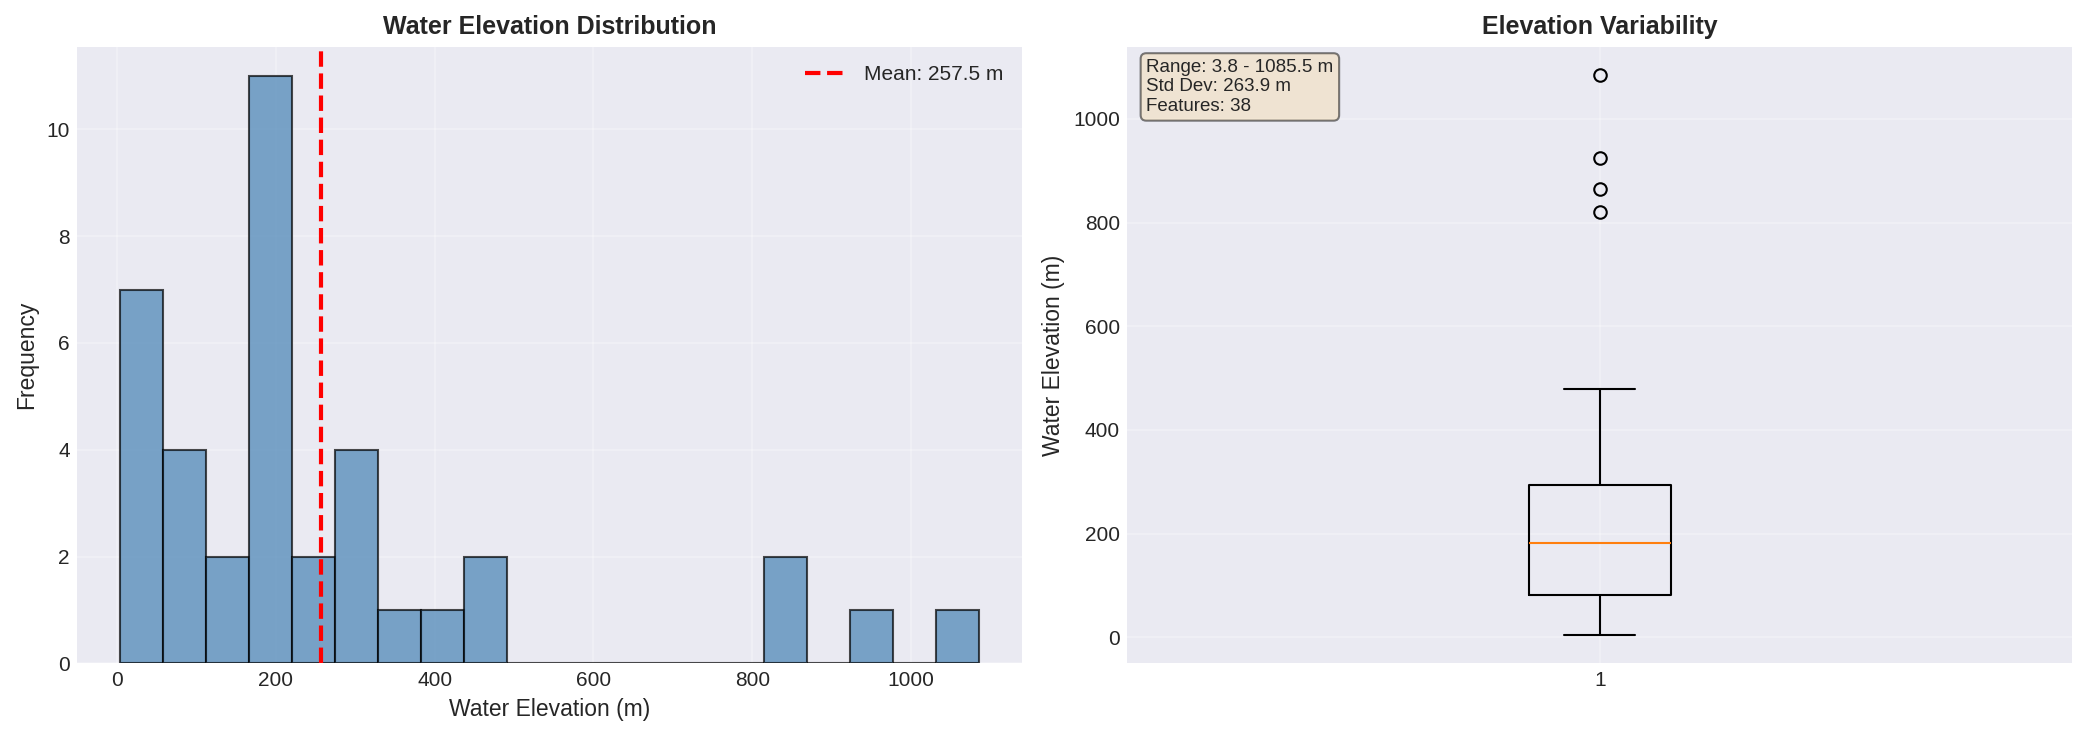 Water Elevation Distribution
Mean: 257.5 m
Frequency
10
8
6
4
2
0
0 200 400 600 800 1000
Water Elevation (m)
Elevation Variability
Range: 3.8 - 1085.5 m
Std Dev: 263.9 m
Features: 38
Water Elevation (m)
1000
800
600
400
200
0
1